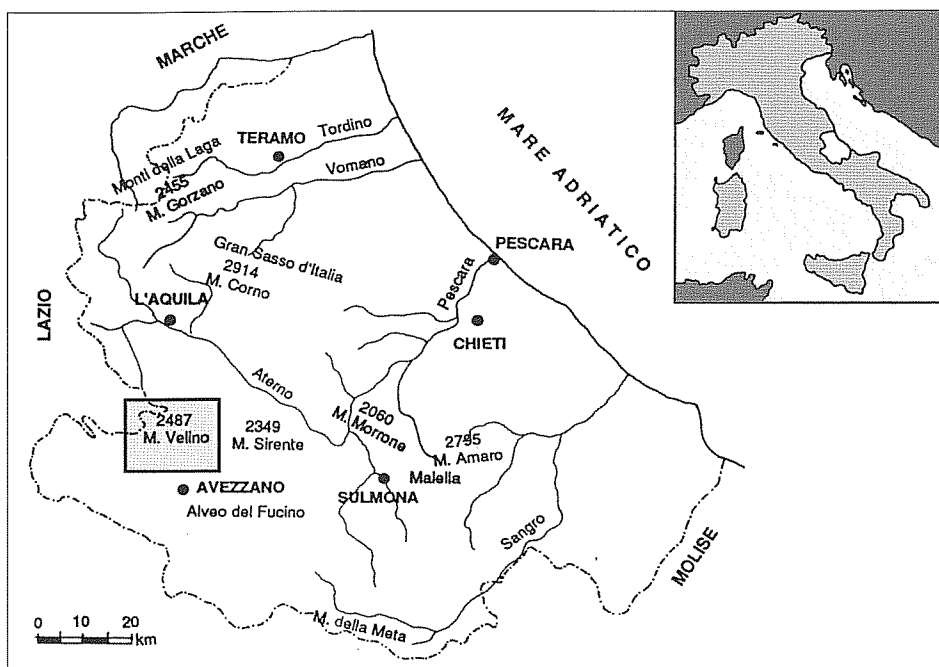 MARCHE
TERAMO
Tordino
Monti della Laga
2455
M. Gorzano
Vomano
MARE ADRIATICO
Gran Sasso d'Italia
2914
M. Corno
PESCARA
Pescara
L'AQUILA
LAZIO
CHIETI
Aterno
2487
M. Velino
2349
M. Sirente
2060
M. Morrone
2795
M. Amaro
Maiella
AVEZZANO
SULMONA
Alveo del Fucino
Sangro
MOLISE
M. della Meta
0 10 20
km